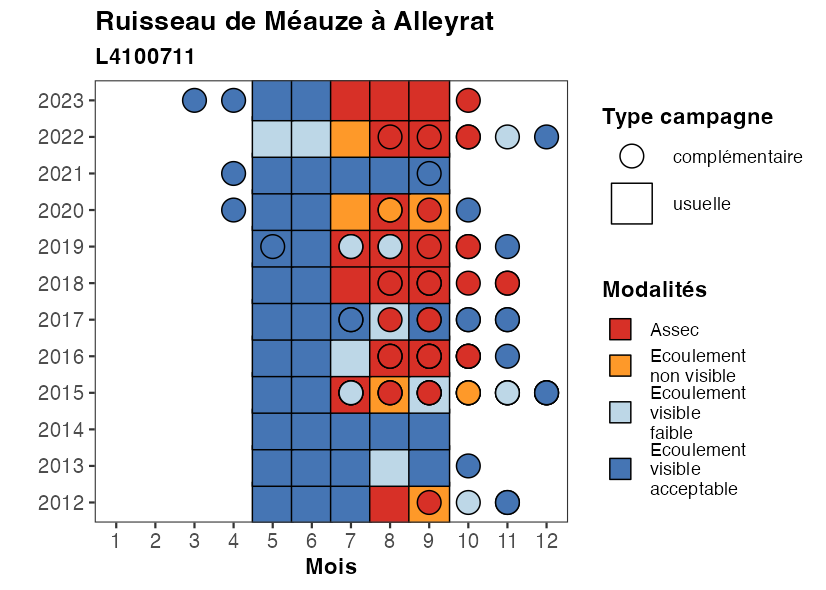 Ruisseau de Méauze à Alleyrat
L4100711
2023
2022
2021
2020
2019
2018
2017
2016
2015
2014
2013
2012
1 2 3 4 5 6 7 8 9 10 11 12
Mois
Type campagne
complémentaire
usuelle
Modalités
Assec
Ecoulement
non visible
Ecoulement
visible
faible
Ecoulement
visible
acceptable